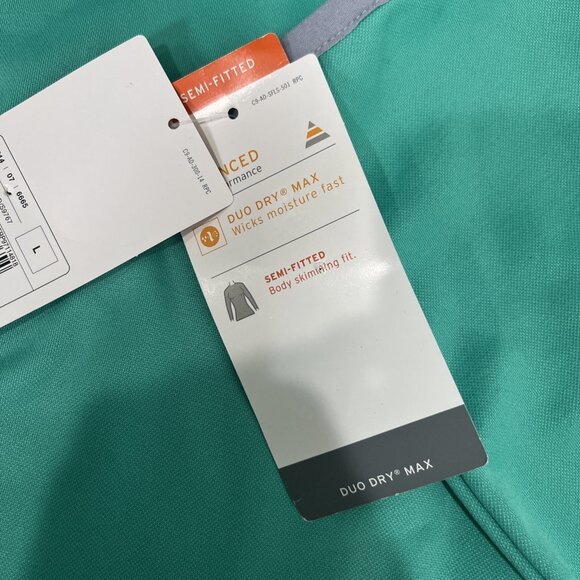 SEMI-FITTED
C9-AD-SFLS-501 RPC
NCED
rmance
DUO DRY® MAX
Wicks moisture fast
SEMI-FITTED
Body skimming fit.
DUO DRY® MAX
07 | 6665
L